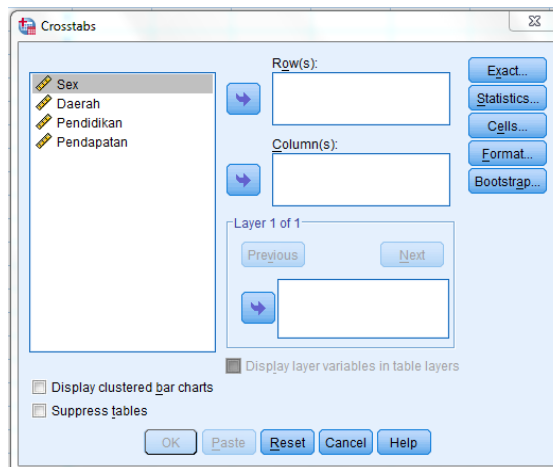 Crosstabs
Sex
Daerah
Pendidikan
Pendapatan
Row(s):
Column(s):
Layer 1 of 1
Previous
Next
Display layer variables in table layers
Exact...
Statistics...
Cells...
Format...
Bootstrap...
Display clustered bar charts
Suppress tables
OK Paste Reset Cancel Help